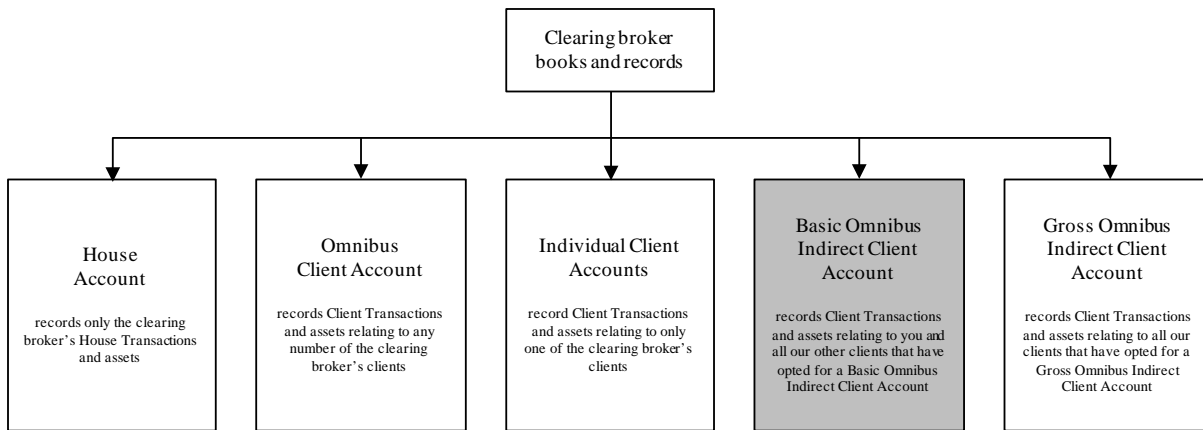 Clearing broker
books and records
House
Account
records only the clearing
broker's House Transactions
and assets
Omnibus
Client Account
records Client Transactions
and assets relating to any
number of the clearing
broker's clients
Individual Client
Accounts
record Client Transactions
and assets relating to only
one of the clearing broker's
clients
Basic Omnibus
Indirect Client
Account
records Client Transactions
and assets relating to you and
all our other clients that have
opted for a Basic Omnibus
Indirect Client Account
Gross Omnibus
Indirect Client
Account
records Client Transactions
and assets relating to all our
clients that have opted for a
Gross Omnibus Indirect
Client Account